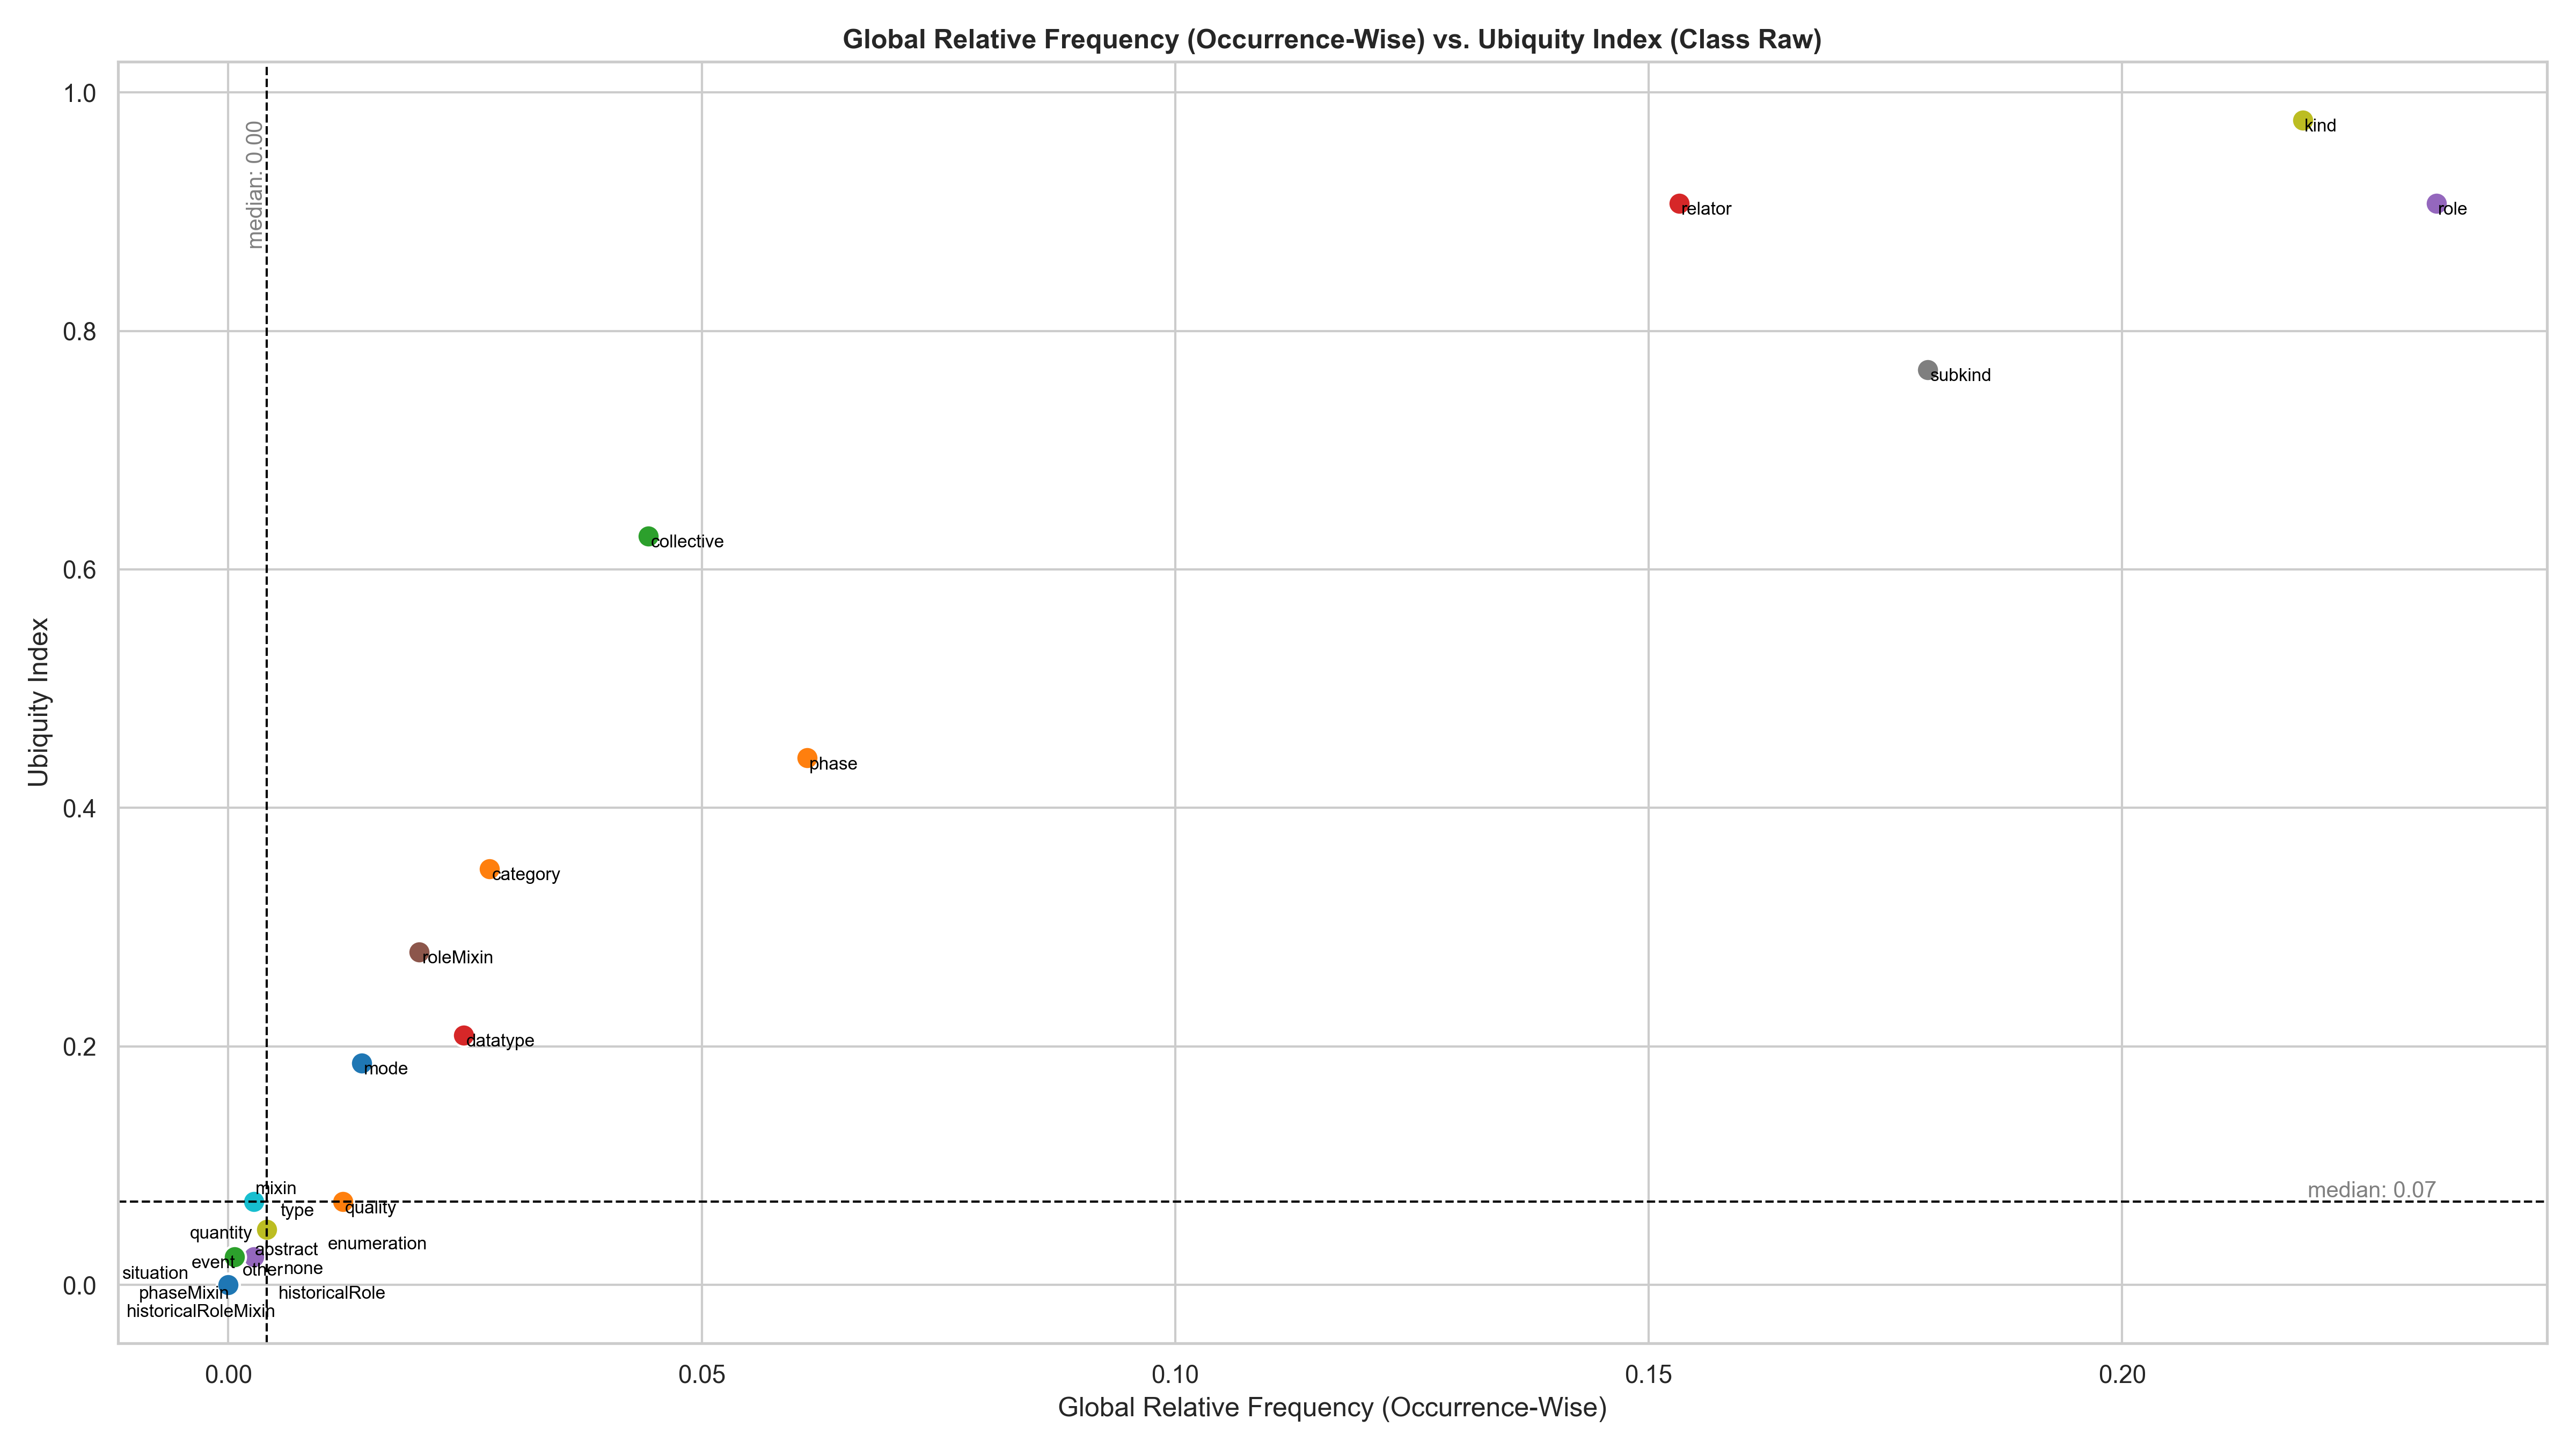 Global Relative Frequency (Occurrence-Wise) vs. Ubiquity Index (Class Raw)
1.0
0.8
0.6
0.4
0.2
0.0
Ubiquity Index
median: 0.00
kind
relator
role
subkind
collective
phase
category
roleMixin
datatype
mode
mixin
median: 0.07
type
quality
quantity
enumeration
abstract
event
other
none
situation
phaseMixin
historicalRole
historicalRoleMixin
0.00
0.05
0.10
0.15
0.20
Global Relative Frequency (Occurrence-Wise)